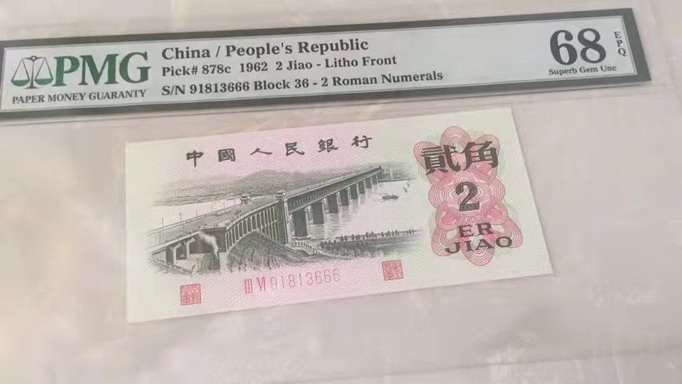 PMG
PAPER MONEY GUARANTY
China / People's Republic
Pick# 878c 1962 2 Jiao - Litho Front
S/N 91813666 Block 36 - 2 Roman Numerals
68 EPQ
Superb Gem Unc
中國人民銀行
貳角
2
ER
JIAO
III VI 91813666